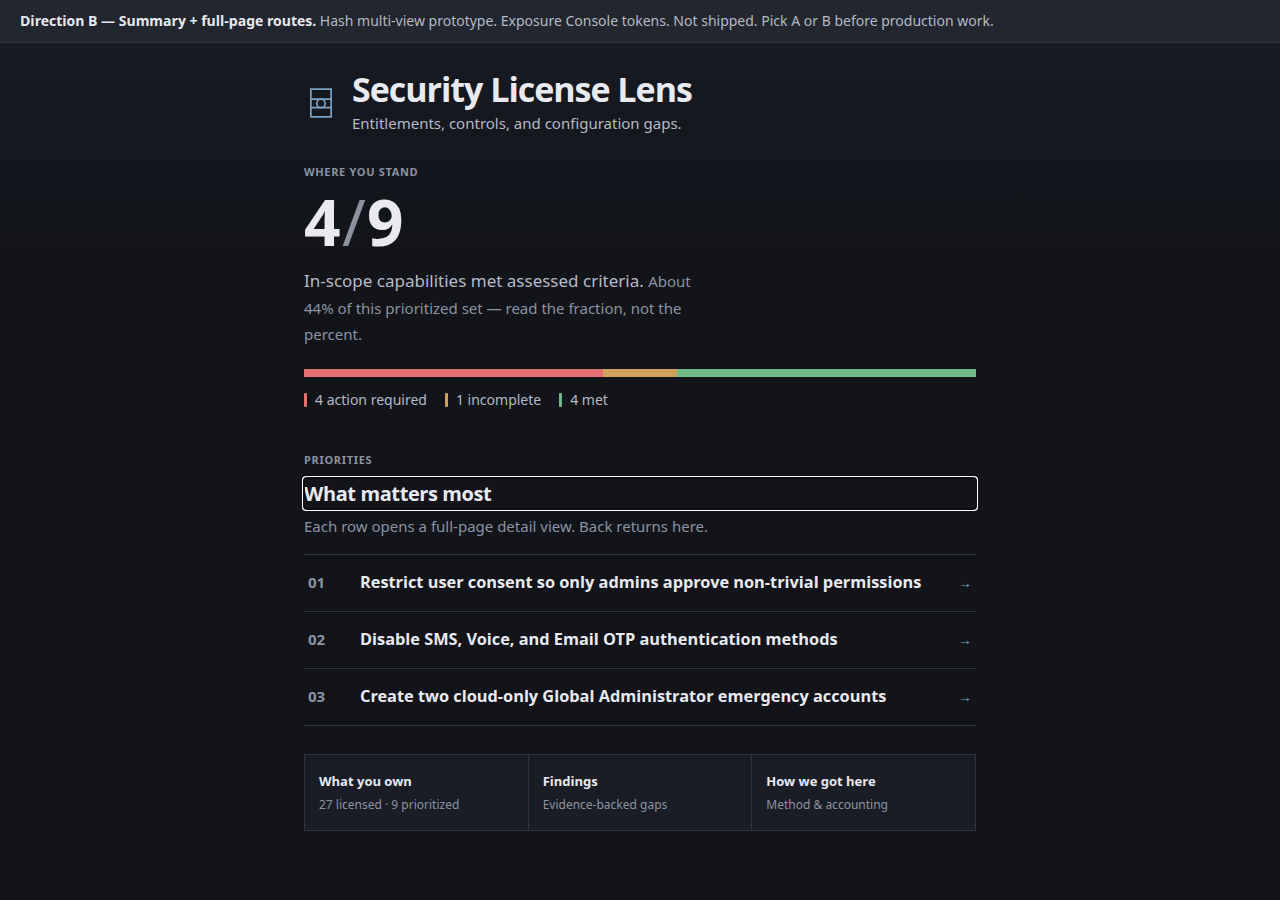 Direction B — Summary + full-page routes. Hash multi-view prototype. Exposure Console tokens. Not shipped. Pick A or B before production work.
Security License Lens
Entitlements, controls, and configuration gaps.
WHERE YOU STAND
4/9
In-scope capabilities met assessed criteria. About
44% of this prioritized set — read the fraction, not the
percent.
4 action required 1 incomplete 4 met
PRIORITIES
What matters most
Each row opens a full-page detail view. Back returns here.
01 Restrict user consent so only admins approve non-trivial permissions →
02 Disable SMS, Voice, and Email OTP authentication methods →
03 Create two cloud-only Global Administrator emergency accounts →
What you own Findings How we got here
27 licensed · 9 prioritized Evidence-backed gaps Method & accounting